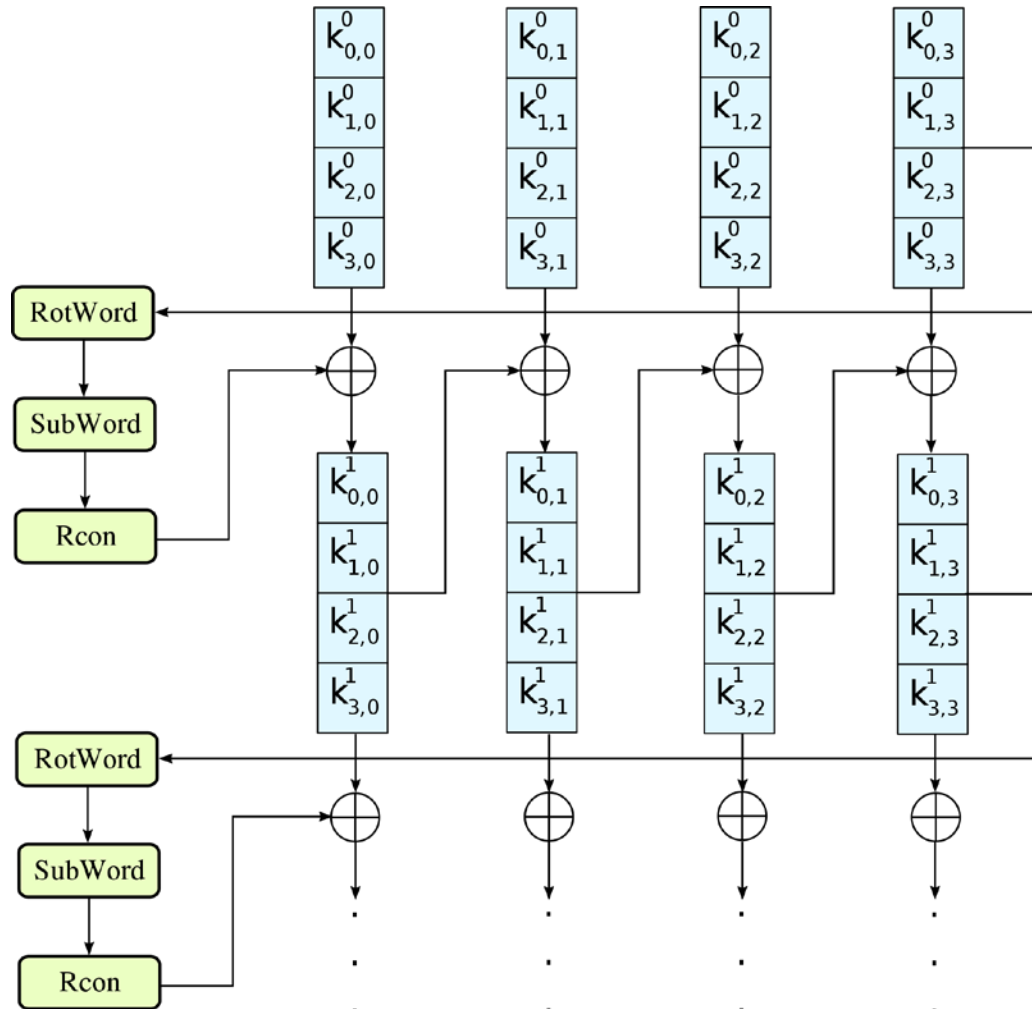 k⁰₀,₀ k⁰₀,₁ k⁰₀,₂ k⁰₀,₃
k⁰₁,₀ k⁰₁,₁ k⁰₁,₂ k⁰₁,₃
k⁰₂,₀ k⁰₂,₁ k⁰₂,₂ k⁰₂,₃
k⁰₃,₀ k⁰₃,₁ k⁰₃,₂ k⁰₃,₃
RotWord
SubWord
Rcon
k¹₀,₀ k¹₀,₁ k¹₀,₂ k¹₀,₃
k¹₁,₀ k¹₁,₁ k¹₁,₂ k¹₁,₃
k¹₂,₀ k¹₂,₁ k¹₂,₂ k¹₂,₃
k¹₃,₀ k¹₃,₁ k¹₃,₂ k¹₃,₃
RotWord
SubWord
Rcon